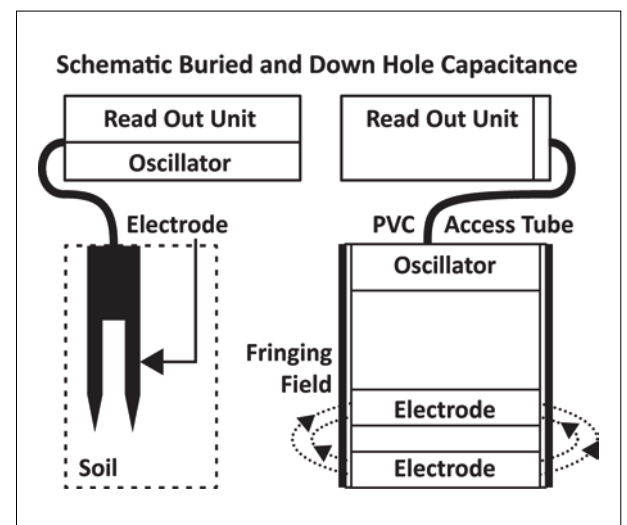 Schematic Buried and Down Hole Capacitance
Read Out Unit
Oscillator
Electrode
Soil
Read Out Unit
PVC Access Tube
Oscillator
Fringing
Field
Electrode
Electrode